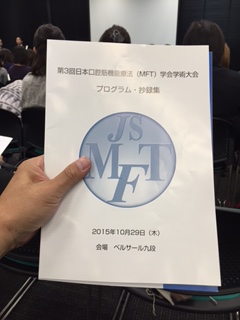 第3回日本口腔筋機能療法（MFT）学会学術大会
プログラム・抄録集
JS
MFT
2015年10月29日（木）
会場　ベルサール九段